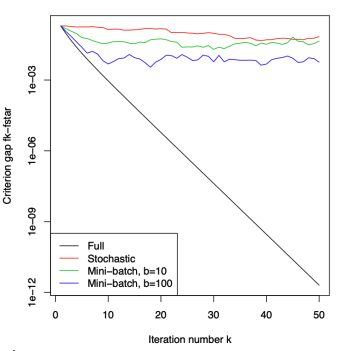 Criterion gap fk−fstar
1e−03
1e−06
1e−09
1e−12
Full
Stochastic
Mini−batch, b=10
Mini−batch, b=100
0 10 20 30 40 50
Iteration number k